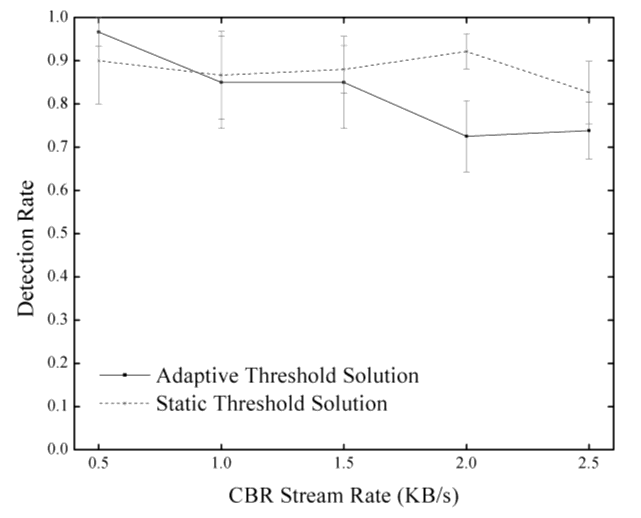 1.0
0.9
0.8
0.7
0.6
0.5
0.4
0.3
0.2
0.1
0.0
Detection Rate
Adaptive Threshold Solution
Static Threshold Solution
0.5 1.0 1.5 2.0 2.5
CBR Stream Rate (KB/s)